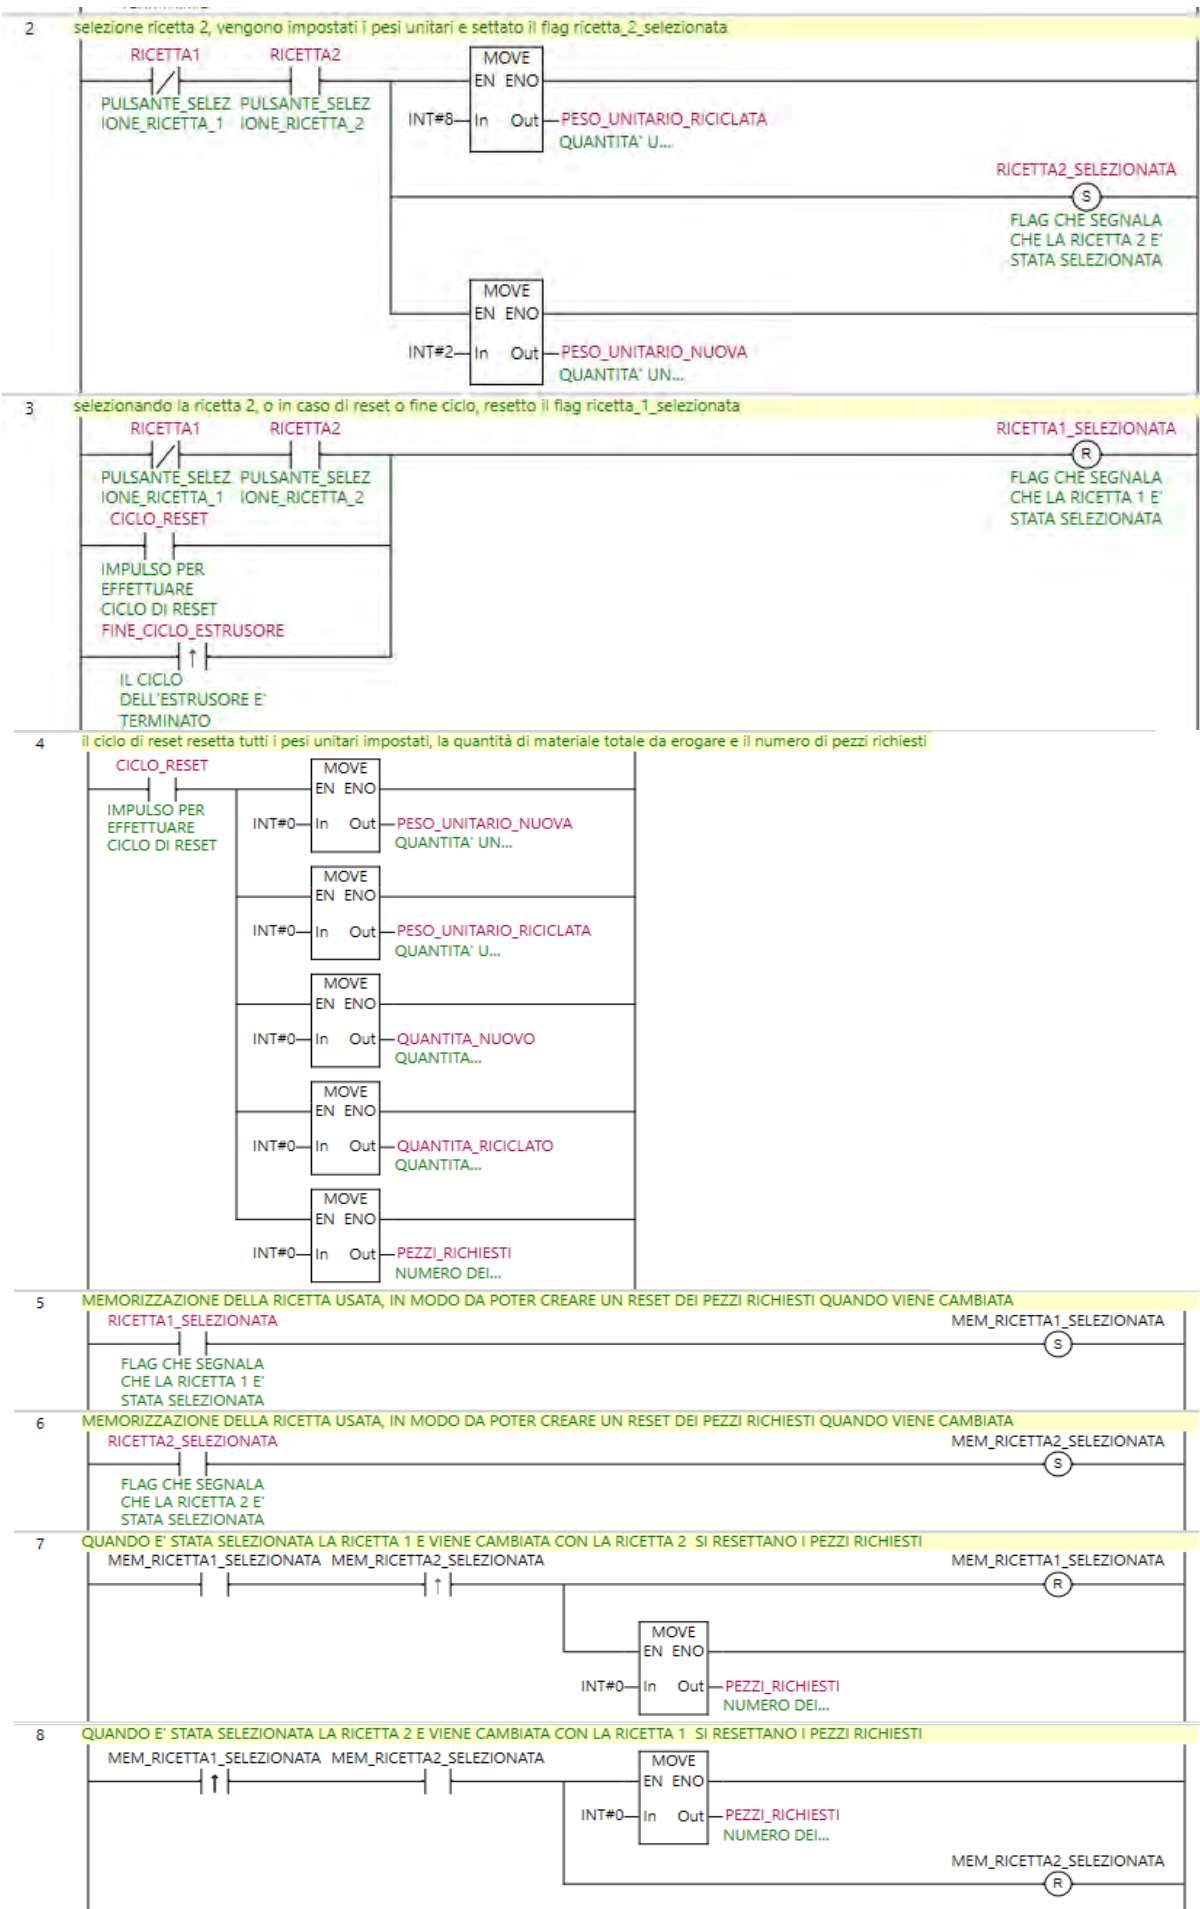 2
selezione ricetta 2, vengono impostati i pesi unitari e settato il flag ricetta_2_selezionata
RICETTA1 RICETTA2
PULSANTE_SELEZ PULSANTE_SELEZ
IONE_RICETTA_1 IONE_RICETTA_2
MOVE
EN ENO
INT#8 In Out PESO_UNITARIO_RICICLATA
QUANTITA' U...
RICETTA2_SELEZIONATA
S
FLAG CHE SEGNALA
CHE LA RICETTA 2 E'
STATA SELEZIONATA
MOVE
EN ENO
INT#2 In Out PESO_UNITARIO_NUOVA
QUANTITA' UN...
3
selezionando la ricetta 2, o in caso di reset o fine ciclo, resetto il flag ricetta_1_selezionata
RICETTA1 RICETTA2 RICETTA1_SELEZIONATA
R
PULSANTE_SELEZ PULSANTE_SELEZ FLAG CHE SEGNALA
IONE_RICETTA_1 IONE_RICETTA_2 CHE LA RICETTA 1 E'
CICLO_RESET STATA SELEZIONATA
IMPULSO PER
EFFETTUARE
CICLO DI RESET
FINE_CICLO_ESTRUSORE
↑
IL CICLO
DELL'ESTRUSORE E'
TERMINATO
4
il ciclo di reset resetta tutti i pesi unitari impostati, la quantità di materiale totale da erogare e il numero di pezzi richiesti
CICLO_RESET
IMPULSO PER
EFFETTUARE
CICLO DI RESET
MOVE
EN ENO
INT#0 In Out PESO_UNITARIO_NUOVA
QUANTITA' UN...
MOVE
EN ENO
INT#0 In Out PESO_UNITARIO_RICICLATA
QUANTITA' U...
MOVE
EN ENO
INT#0 In Out QUANTITA_NUOVO
QUANTITA...
MOVE
EN ENO
INT#0 In Out QUANTITA_RICICLATO
QUANTITA...
MOVE
EN ENO
INT#0 In Out PEZZI_RICHIESTI
NUMERO DEI...
5
MEMORIZZAZIONE DELLA RICETTA USATA, IN MODO DA POTER CREARE UN RESET DEI PEZZI RICHIESTI QUANDO VIENE CAMBIATA
RICETTA1_SELEZIONATA MEM_RICETTA1_SELEZIONATA
S
FLAG CHE SEGNALA
CHE LA RICETTA 1 E'
STATA SELEZIONATA
6
MEMORIZZAZIONE DELLA RICETTA USATA, IN MODO DA POTER CREARE UN RESET DEI PEZZI RICHIESTI QUANDO VIENE CAMBIATA
RICETTA2_SELEZIONATA MEM_RICETTA2_SELEZIONATA
S
FLAG CHE SEGNALA
CHE LA RICETTA 2 E'
STATA SELEZIONATA
7
QUANDO E' STATA SELEZIONATA LA RICETTA 1 E VIENE CAMBIATA CON LA RICETTA 2 SI RESETTANO I PEZZI RICHIESTI
MEM_RICETTA1_SELEZIONATA MEM_RICETTA2_SELEZIONATA MEM_RICETTA1_SELEZIONATA
↑ R
MOVE
EN ENO
INT#0 In Out PEZZI_RICHIESTI
NUMERO DEI...
8
QUANDO E' STATA SELEZIONATA LA RICETTA 2 E VIENE CAMBIATA CON LA RICETTA 1 SI RESETTANO I PEZZI RICHIESTI
MEM_RICETTA1_SELEZIONATA MEM_RICETTA2_SELEZIONATA
↑
MOVE
EN ENO
INT#0 In Out PEZZI_RICHIESTI
NUMERO DEI...
MEM_RICETTA2_SELEZIONATA
R